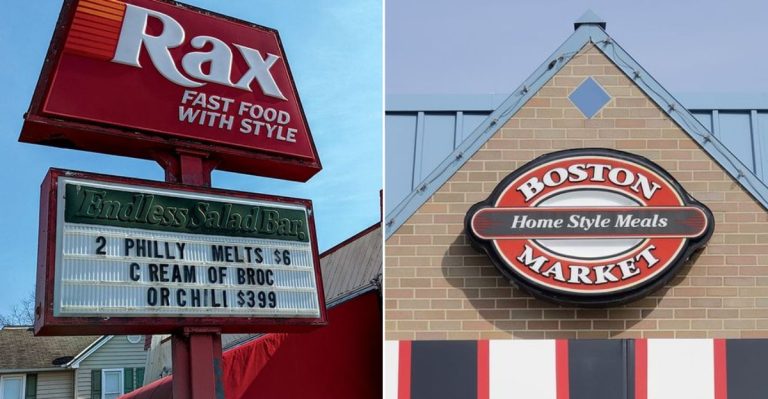 Rax
FAST FOOD
WITH STYLE
Endless Salad Bar
2 PHILLY MELTS $6
CREAM OF BROC
OR CHILI $399
BOSTON
Home Style Meals
MARKET